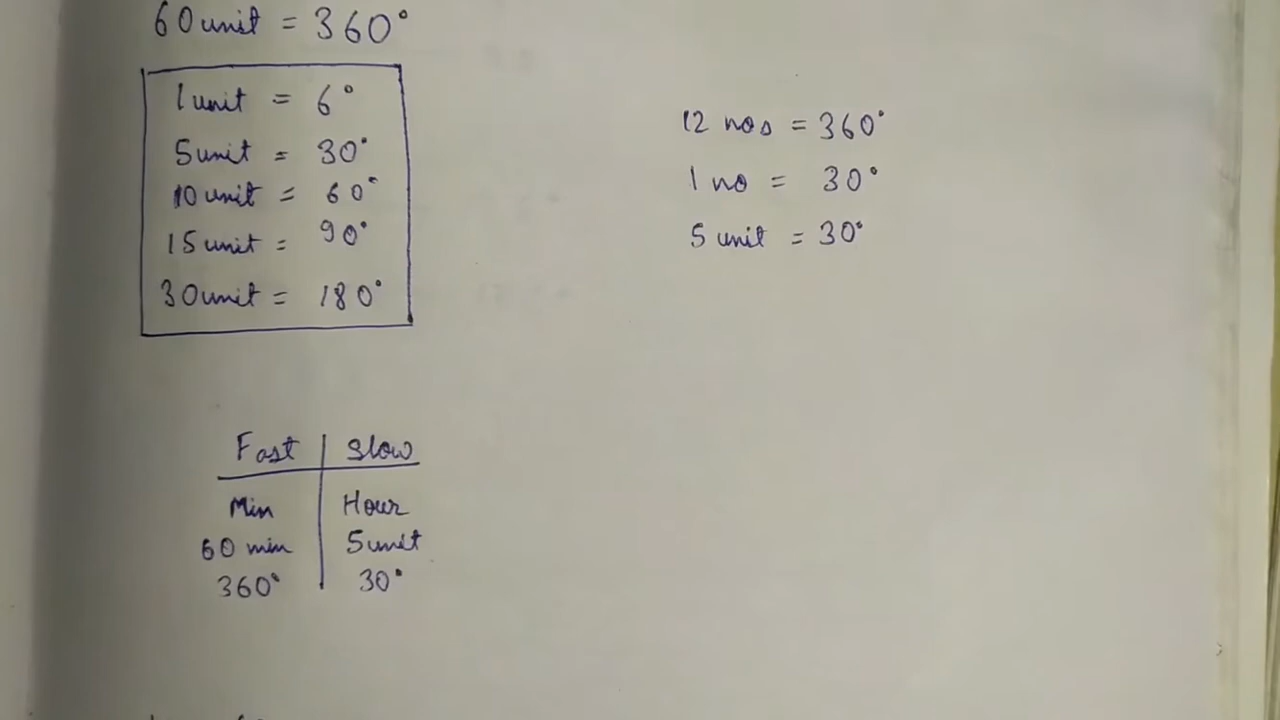 60 unit = 360°
1 unit = 6°
5 unit = 30°
10 unit = 60°
15 unit = 90°
30 unit = 180°
12 nos = 360°
1 no = 30°
5 unit = 30°
Fast | Slow
Min | Hour
60 min | 5 unit
360° | 30°